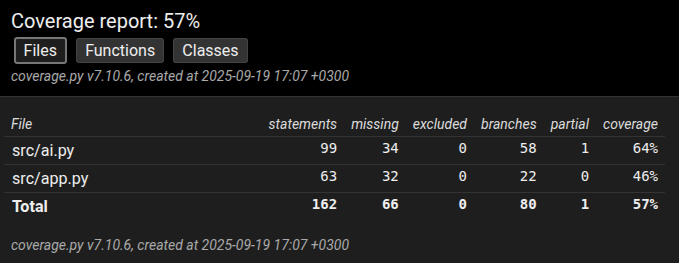 Coverage report: 57%
Files Functions Classes
coverage.py v7.10.6, created at 2025-09-19 17:07 +0300
File statements missing excluded branches partial coverage
src/ai.py 99 34 0 58 1 64%
src/app.py 63 32 0 22 0 46%
Total 162 66 0 80 1 57%
coverage.py v7.10.6, created at 2025-09-19 17:07 +0300